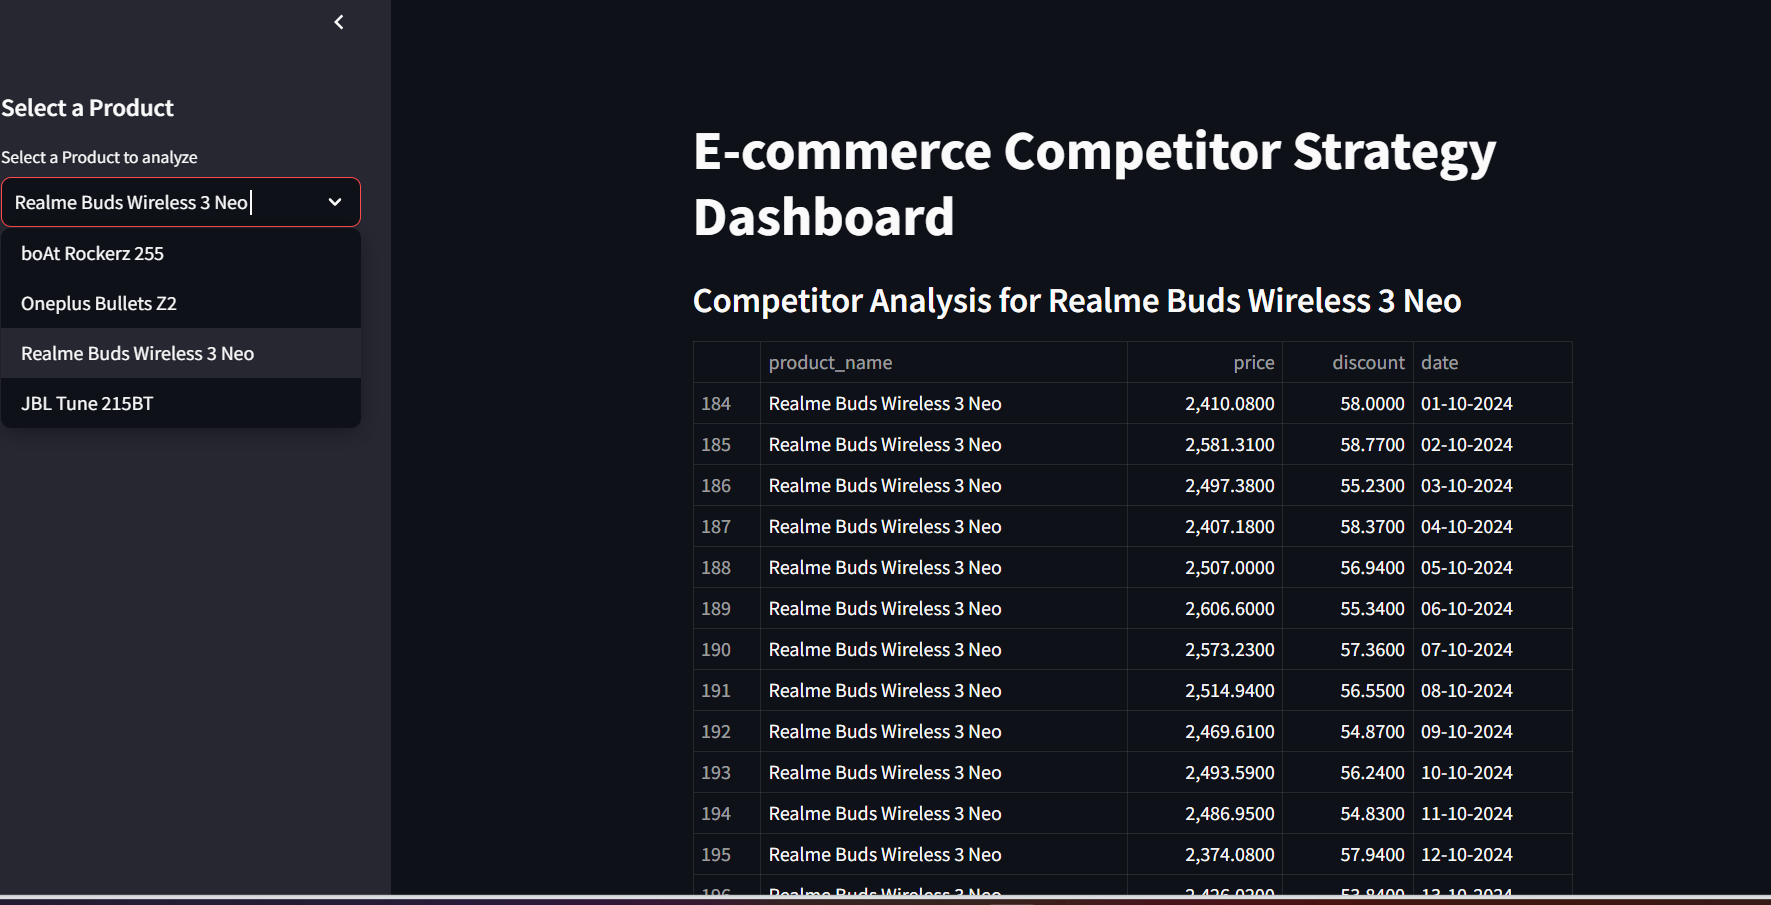 Select a Product
Select a Product to analyze
Realme Buds Wireless 3 Neo
boAt Rockerz 255
Oneplus Bullets Z2
Realme Buds Wireless 3 Neo
JBL Tune 215BT
E-commerce Competitor Strategy
Dashboard
Competitor Analysis for Realme Buds Wireless 3 Neo
product_name price discount date
184 Realme Buds Wireless 3 Neo 2,410.0800 58.0000 01-10-2024
185 Realme Buds Wireless 3 Neo 2,581.3100 58.7700 02-10-2024
186 Realme Buds Wireless 3 Neo 2,497.3800 55.2300 03-10-2024
187 Realme Buds Wireless 3 Neo 2,407.1800 58.3700 04-10-2024
188 Realme Buds Wireless 3 Neo 2,507.0000 56.9400 05-10-2024
189 Realme Buds Wireless 3 Neo 2,606.6000 55.3400 06-10-2024
190 Realme Buds Wireless 3 Neo 2,573.2300 57.3600 07-10-2024
191 Realme Buds Wireless 3 Neo 2,514.9400 56.5500 08-10-2024
192 Realme Buds Wireless 3 Neo 2,469.6100 54.8700 09-10-2024
193 Realme Buds Wireless 3 Neo 2,493.5900 56.2400 10-10-2024
194 Realme Buds Wireless 3 Neo 2,486.9500 54.8300 11-10-2024
195 Realme Buds Wireless 3 Neo 2,374.0800 57.9400 12-10-2024
196 Realme Buds Wireless 3 Neo 13-10-2024